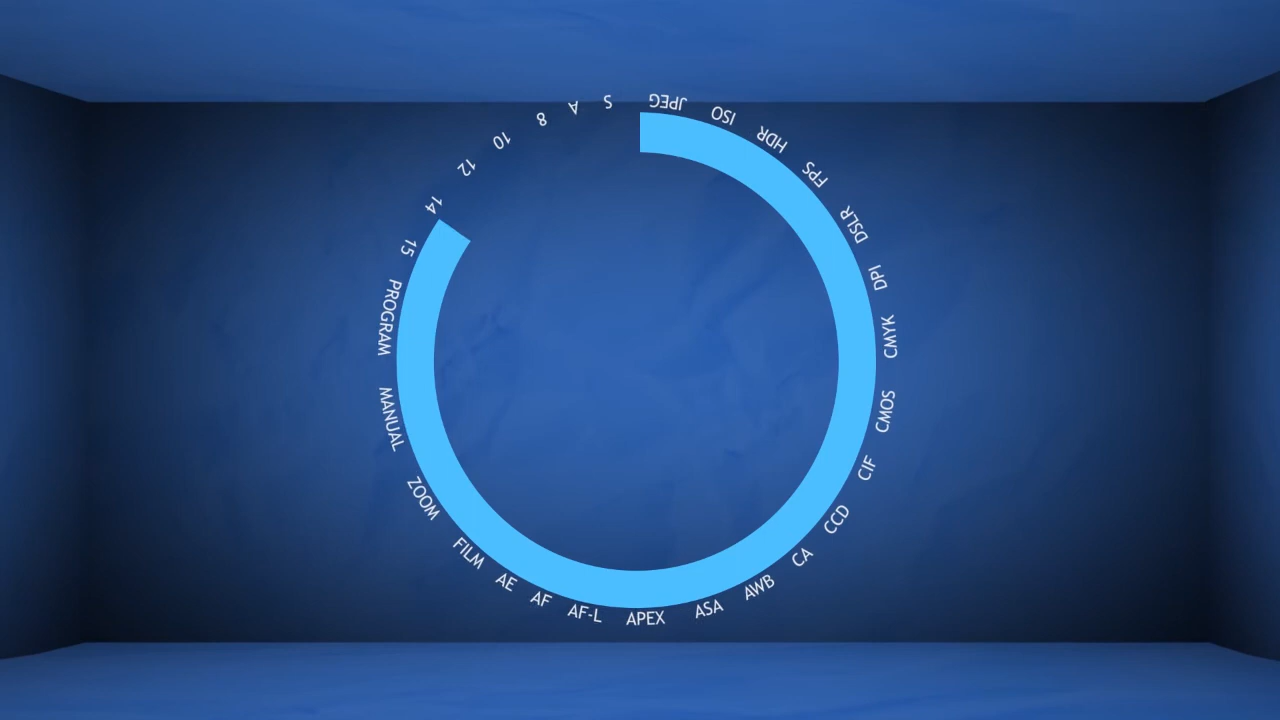 S A 8 10 12 14 15 PROGRAM MANUAL ZOOM FILM AE AF AF-L APEX ASA AWB CA CCD CIF CMOS CMYK DPI DSLR FPS HDR ISO JPEG